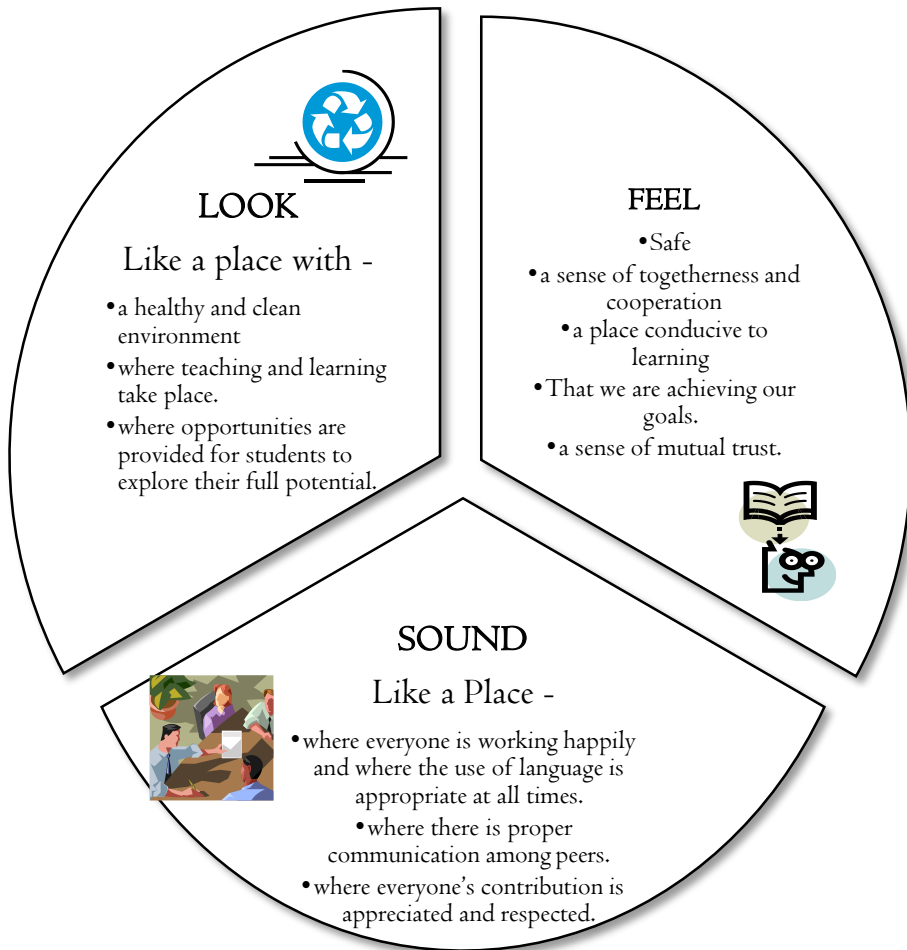 LOOK
Like a place with -
•a healthy and clean
environment
•where teaching and learning
take place.
•where opportunities are
provided for students to
explore their full potential.
FEEL
•Safe
•a sense of togetherness and
cooperation
•a place conducive to
learning
•That we are achieving our
goals.
•a sense of mutual trust.
SOUND
Like a Place -
•where everyone is working happily
and where the use of language is
appropriate at all times.
•where there is proper
communication among peers.
•where everyone’s contribution is
appreciated and respected.